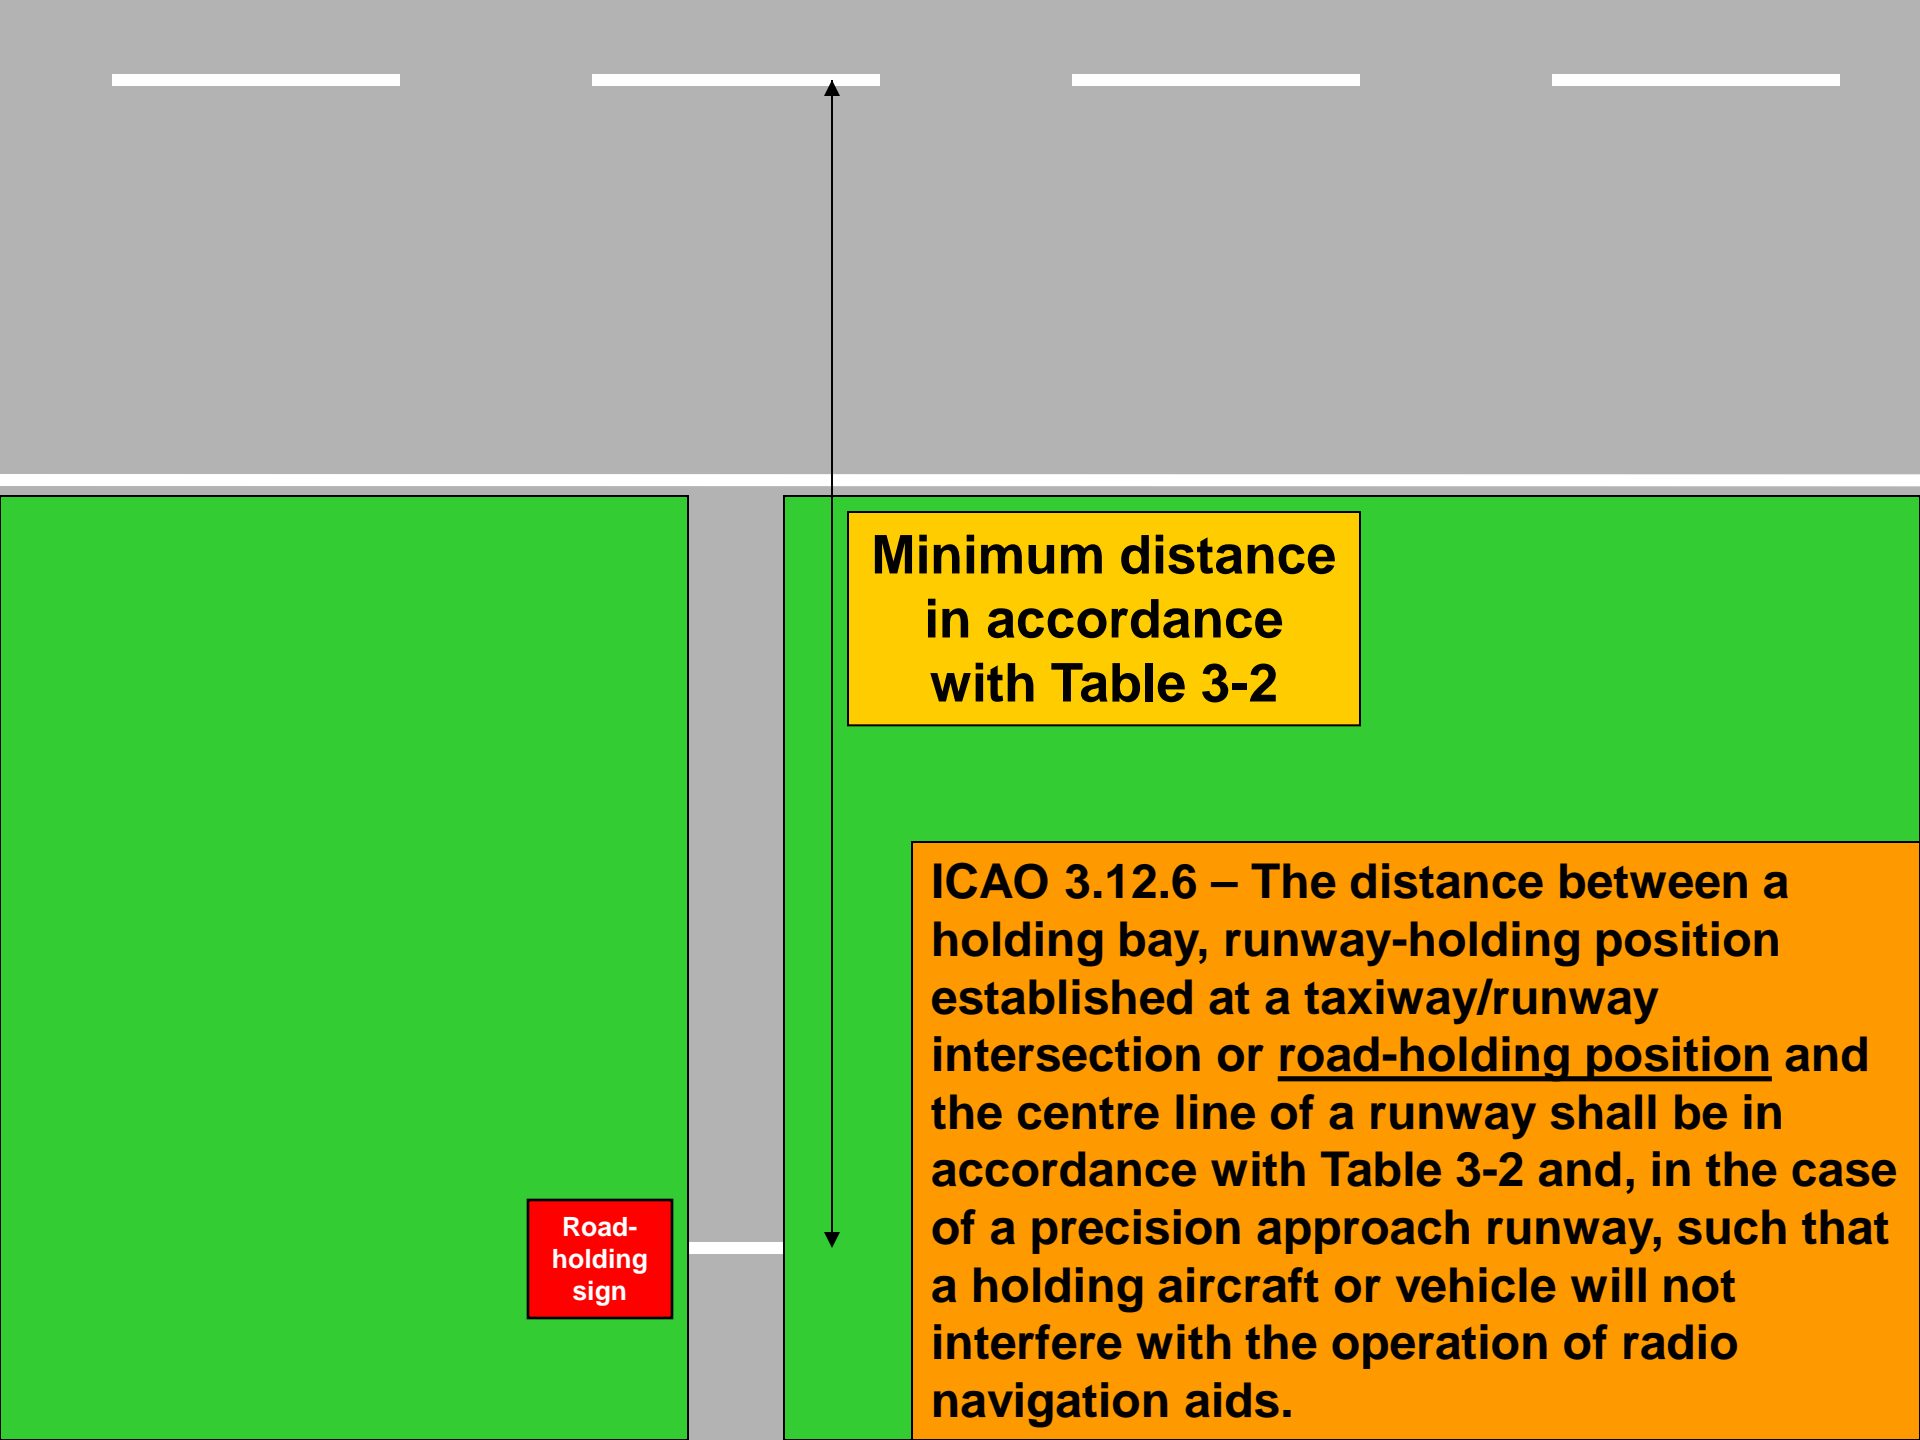 Minimum distance
in accordance
with Table 3-2
ICAO 3.12.6 – The distance between a
holding bay, runway-holding position
established at a taxiway/runway
intersection or road-holding position and
the centre line of a runway shall be in
accordance with Table 3-2 and, in the case
of a precision approach runway, such that
a holding aircraft or vehicle will not
interfere with the operation of radio
navigation aids.
Road-
holding
sign